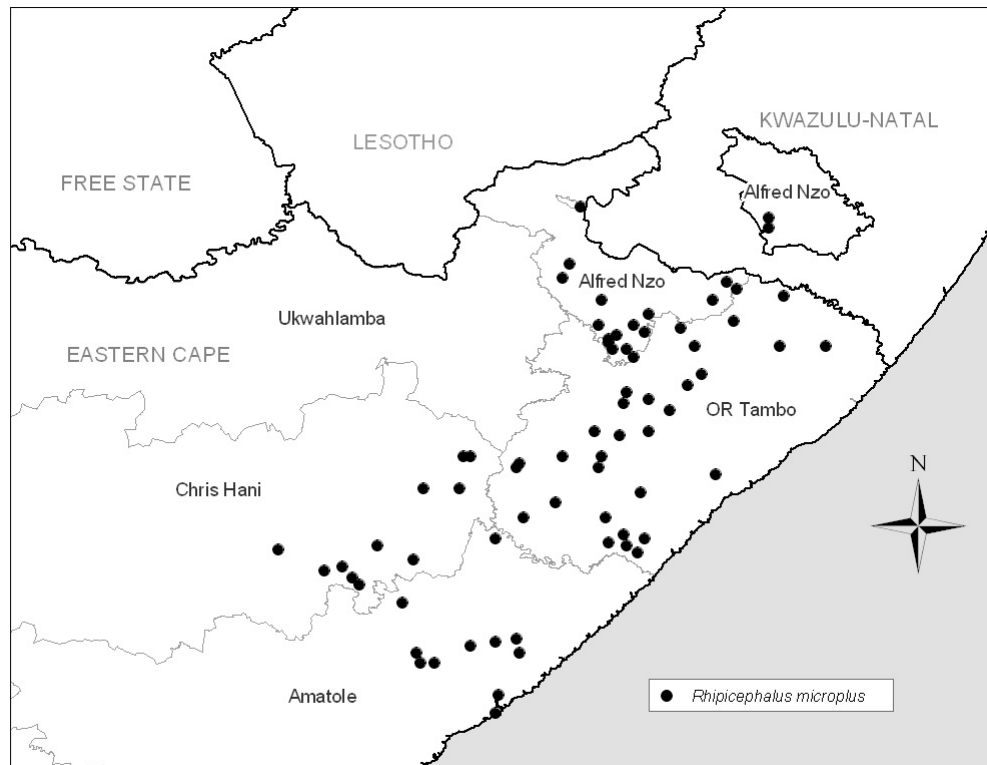 KWAZULU-NATAL
LESOTHO
FREE STATE
Alfred Nzo
Alfred Nzo
Ukwahlamba
EASTERN CAPE
OR Tambo
Chris Hani
N
Amatole
Rhipicephalus microplus